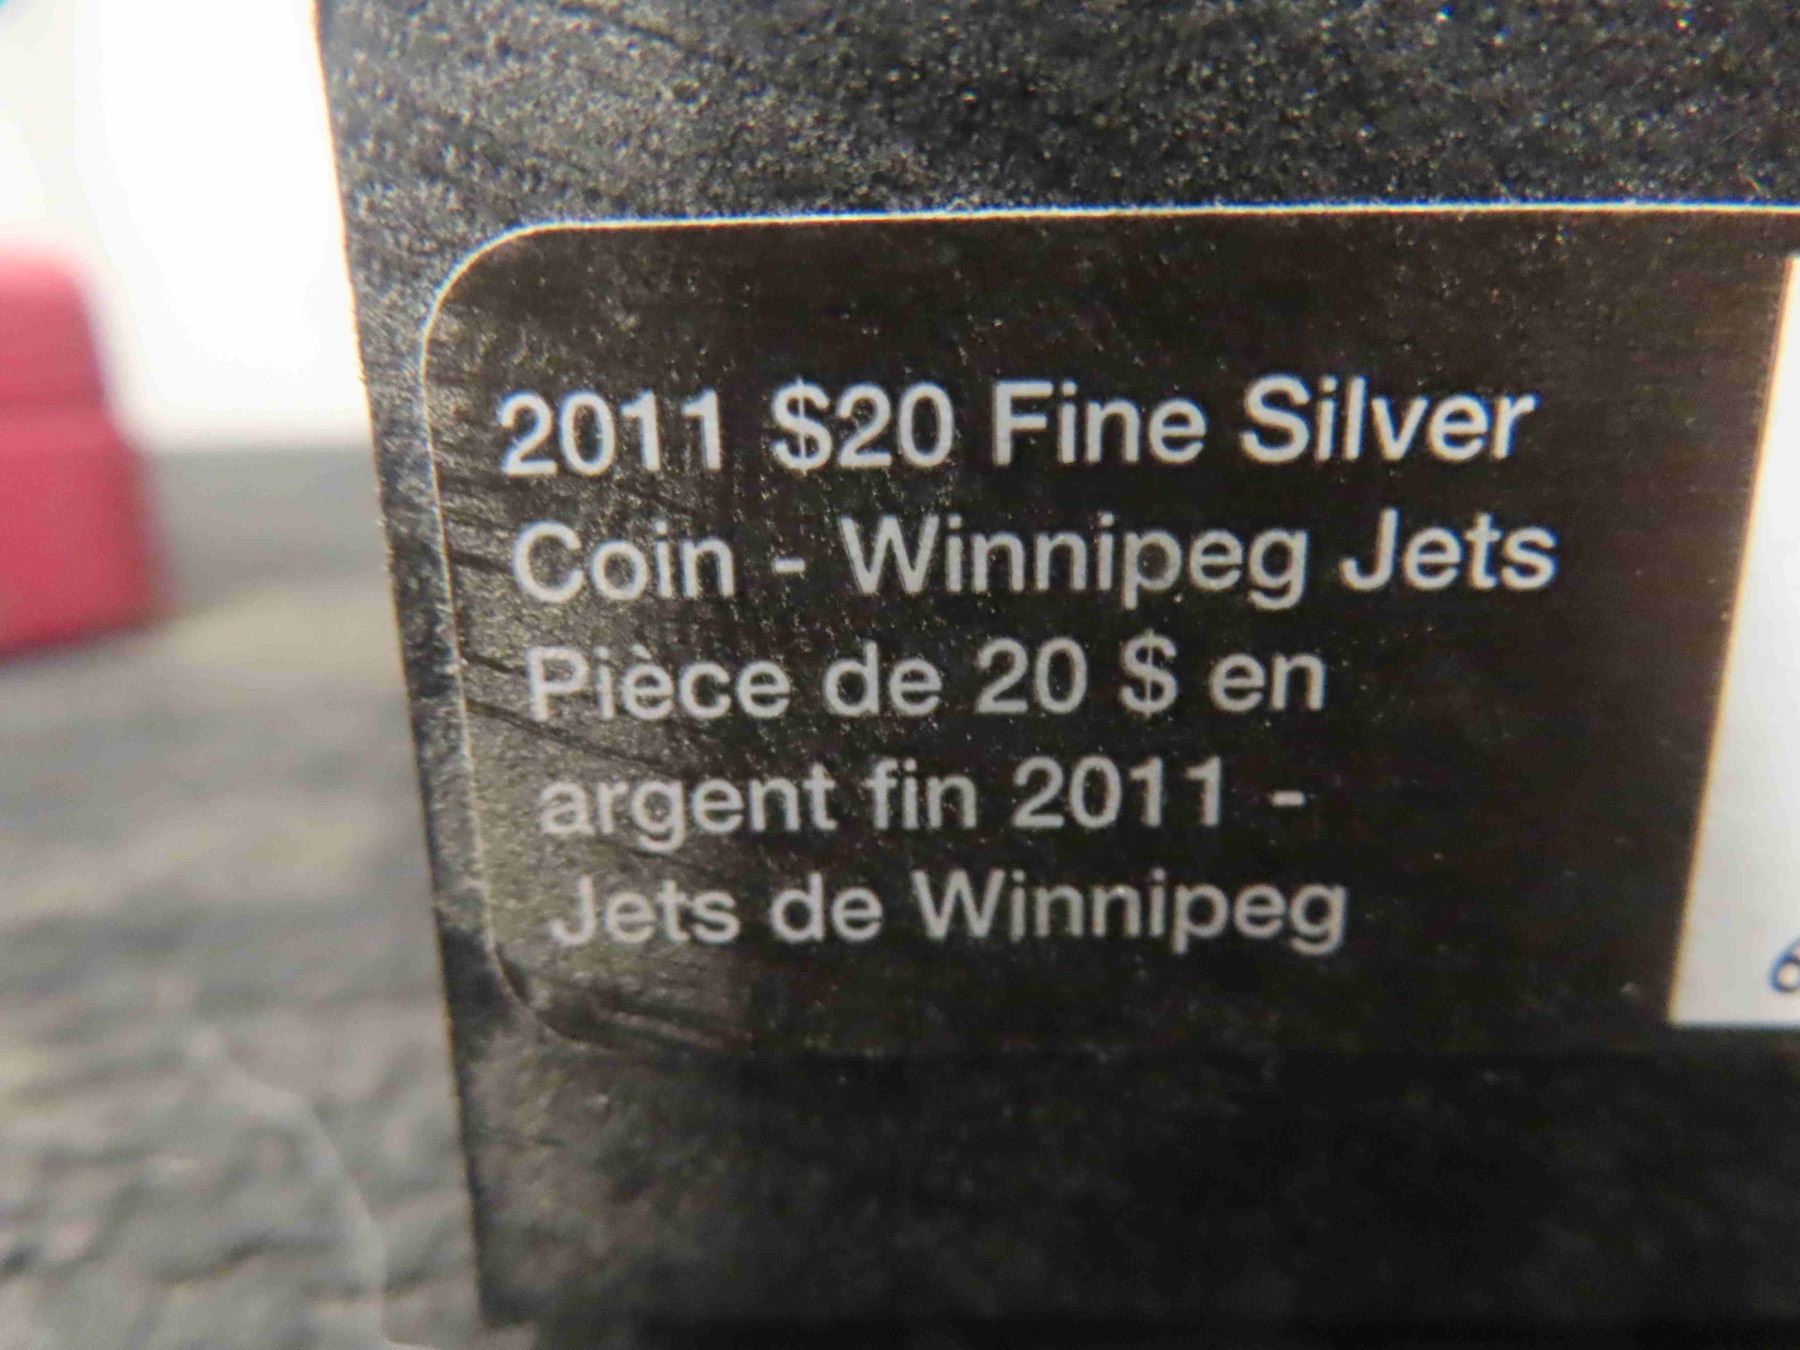 2011 $20 Fine Silver
Coin - Winnipeg Jets
Pièce de 20 $ en
argent fin 2011 -
Jets de Winnipeg